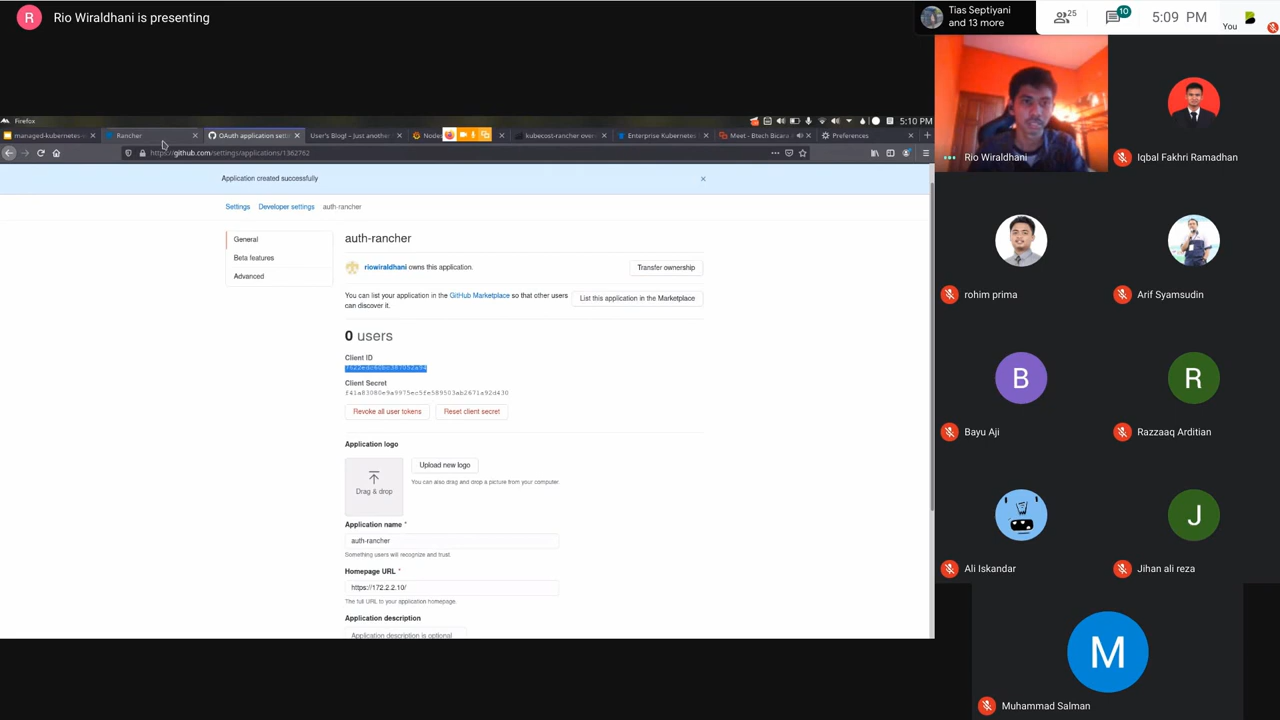 R Rio Wiraldhani is presenting
Tias Septiyani
and 13 more
25
10
5:09 PM
You
Firefox
5:10 PM
managed-kubernetes
Rancher
OAuth application sett
User's Blog! – Just another
Node
kubecost-rancher over
Enterprise Kubernetes
Meet - Btech Bicara
Preferences
https://github.com/settings/applications/1362762
Application created successfully
Settings Developer settings auth-rancher
General
Beta features
Advanced
auth-rancher
riowiraldhani owns this application.
Transfer ownership
You can list your application in the GitHub Marketplace so that other users
can discover it.
List this application in the Marketplace
0 users
Client ID
Client Secret
Revoke all user tokens
Reset client secret
Application logo
Drag & drop
Upload new logo
You can also drag and drop a picture from your computer.
Application name *
auth-rancher
Something users will recognize and trust.
Homepage URL *
https://172.2.2.10/
The full URL to your application homepage.
Application description
Application description is optional
Rio Wiraldhani
Iqbal Fakhri Ramadhan
rohim prima
Arif Syamsudin
B
Bayu Aji
R
Razzaaq Arditian
Ali Iskandar
J
Jihan ali reza
M
Muhammad Salman